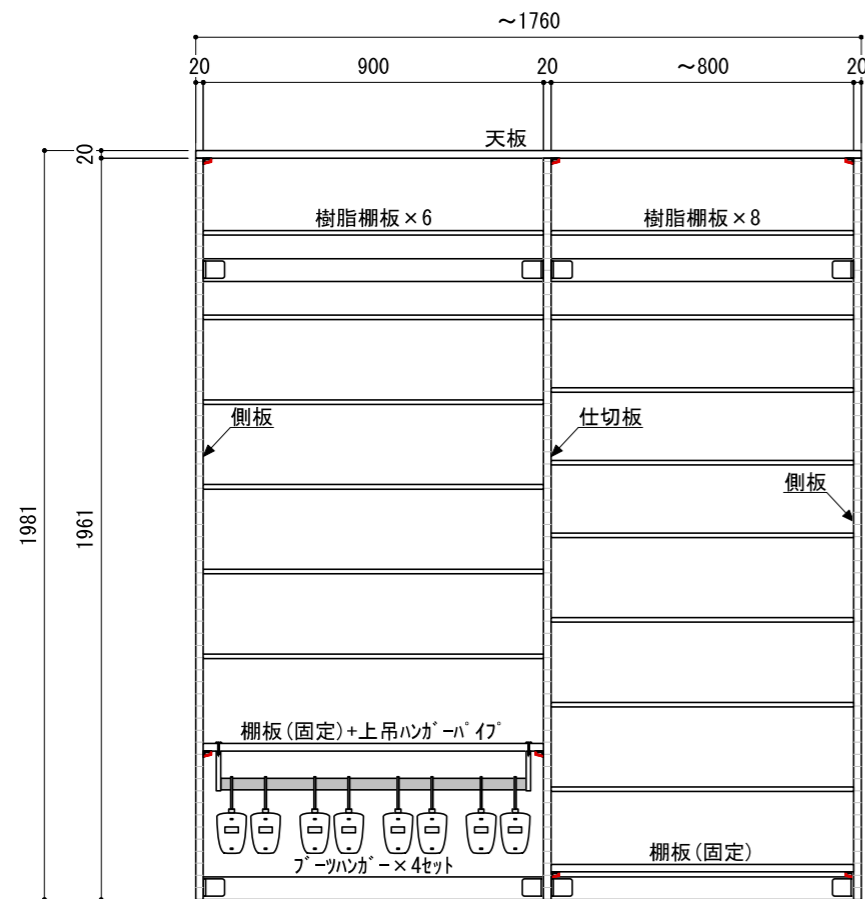 ～1760
20
900
20
～800
20
天板
20
樹脂棚板×6
樹脂棚板×8
側板
仕切板
側板
1981
1961
棚板(固定)+上吊ﾊﾝｶﾞｰﾊﾟｲﾌﾟ
棚板(固定)
ﾌﾞｰﾂﾊﾝｶﾞｰ×4ｾｯﾄ